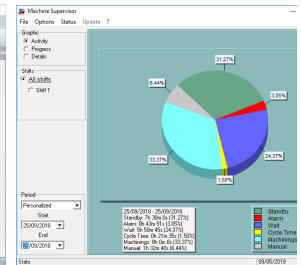 Machine Supervisor
File Options Status Update ?
Graphic
Activity
Progress
Details
Shifts
All shifts
Shift 1
Period
Personalized
Start
25/09/2018
End
25/09/2018
31,27%
3,05%
24,37%
1,50%
33,37%
6,44%
25/09/2018 - 25/09/2018
Standby: 7h 30m 0s (31,27%)
Alarm: 0h 43m 51s (3,05%)
Wait: 5h 50m 45s (24,37%)
Cycle Time: 0h 21m 35s (1,50%)
Machinings: 8h 0m 8s (33,37%)
Manual: 1h 32m 40s (6,44%)
Standby
Alarm
Wait
Cycle Time
Machinings
Manual
Stato
09/05/2019